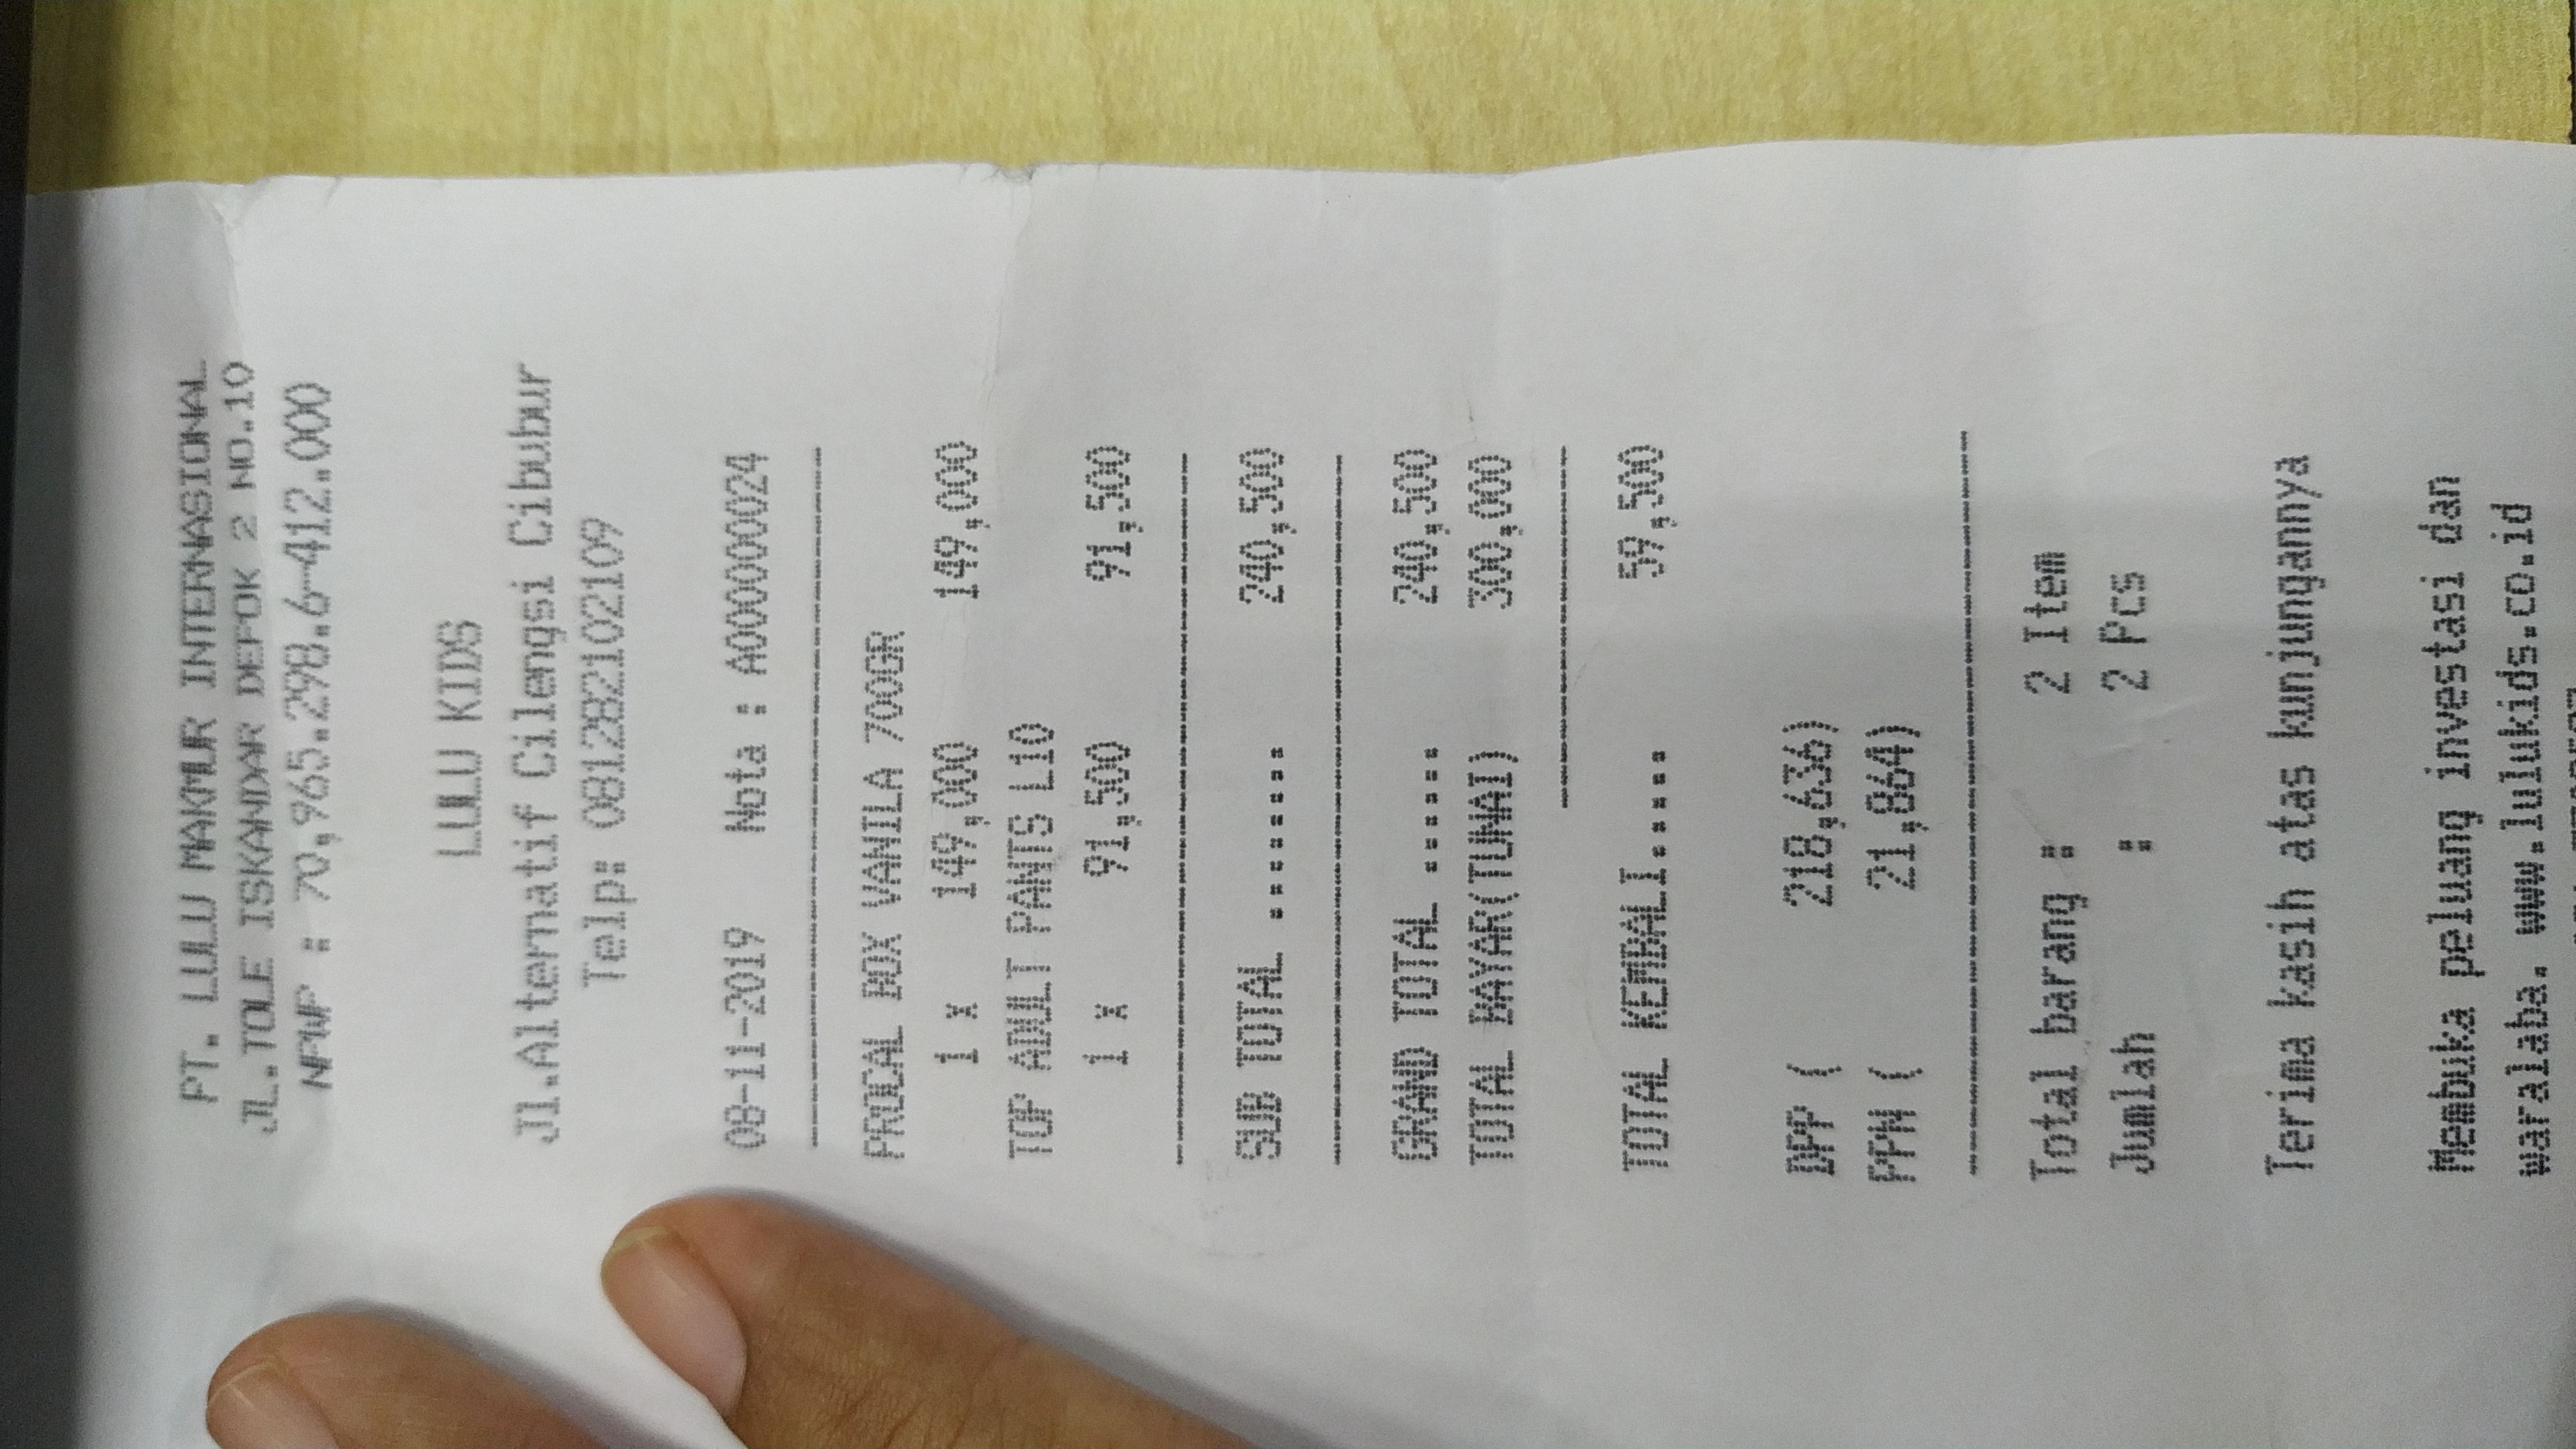 PT. LULU MAKMUR INTERNASIONAL
JL.TOLE ISKANDAR DEPOK 2 NO.10
NPWP : 70,965.298.6-412.000
LULU KIDS
Jl.Alternatif Cilengsi Cibubur
Telp: 081282102109
08-11-2019 Nota : A000000024
PROCAL BOX VANILA 700GR
1 x 149,000 149,000
TOP ADULT PANTS L10
1 x 91,500 91,500
SUB TOTAL ........ 240,500
GRAND TOTAL ...... 240,500
TOTAL BAYAR(TUNAI) 300,000
TOTAL KEMBALI..... 59,500
DPP ( 218,636)
PPN ( 21,864)
Total barang : 2 Item
Jumlah : 2 Pcs
Terima kasih atas kunjungannya
Membuka peluang investasi dan
waralaba. www.lulukids.co.id